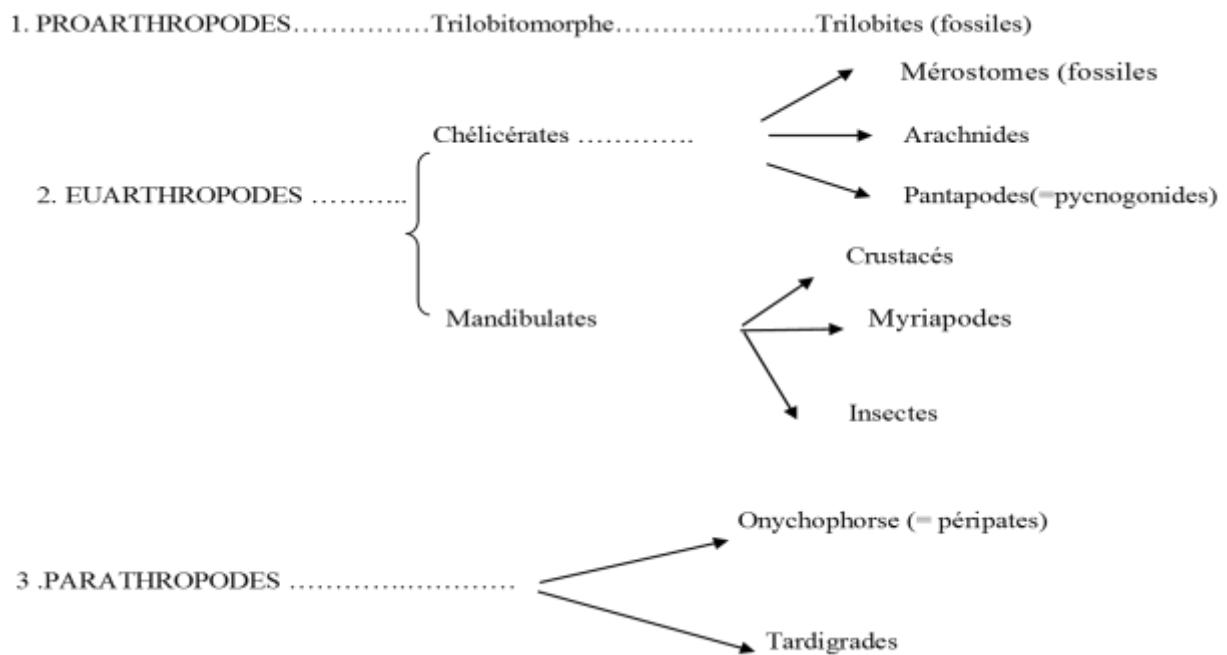 1. PROARTHROPODES……………Trilobitomorphe………………….Trilobites (fossiles)
Mérostomes (fossiles
Chélicérates ………….
Arachnides
2. EUARTHROPODES ………..
Pantapodes(=pycnogonides)
Crustacés
Mandibulates
Myriapodes
Insectes
Onychophorse (= péripates)
3 .PARATHROPODES ………….…………
Tardigrades